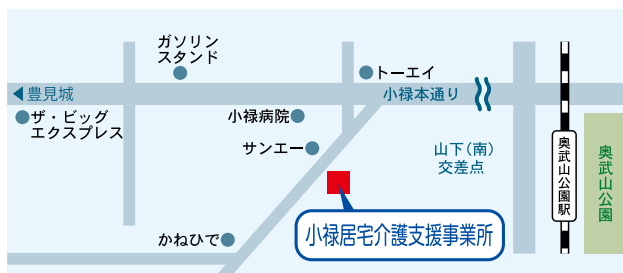 ガソリン
スタンド
トーエイ
豊見城
小禄本通り
ザ・ビッグ
エクスプレス
小禄病院
サンエー
山下(南)
交差点
奥武山公園駅
奥武山公園
小禄居宅介護支援事業所
かねひで